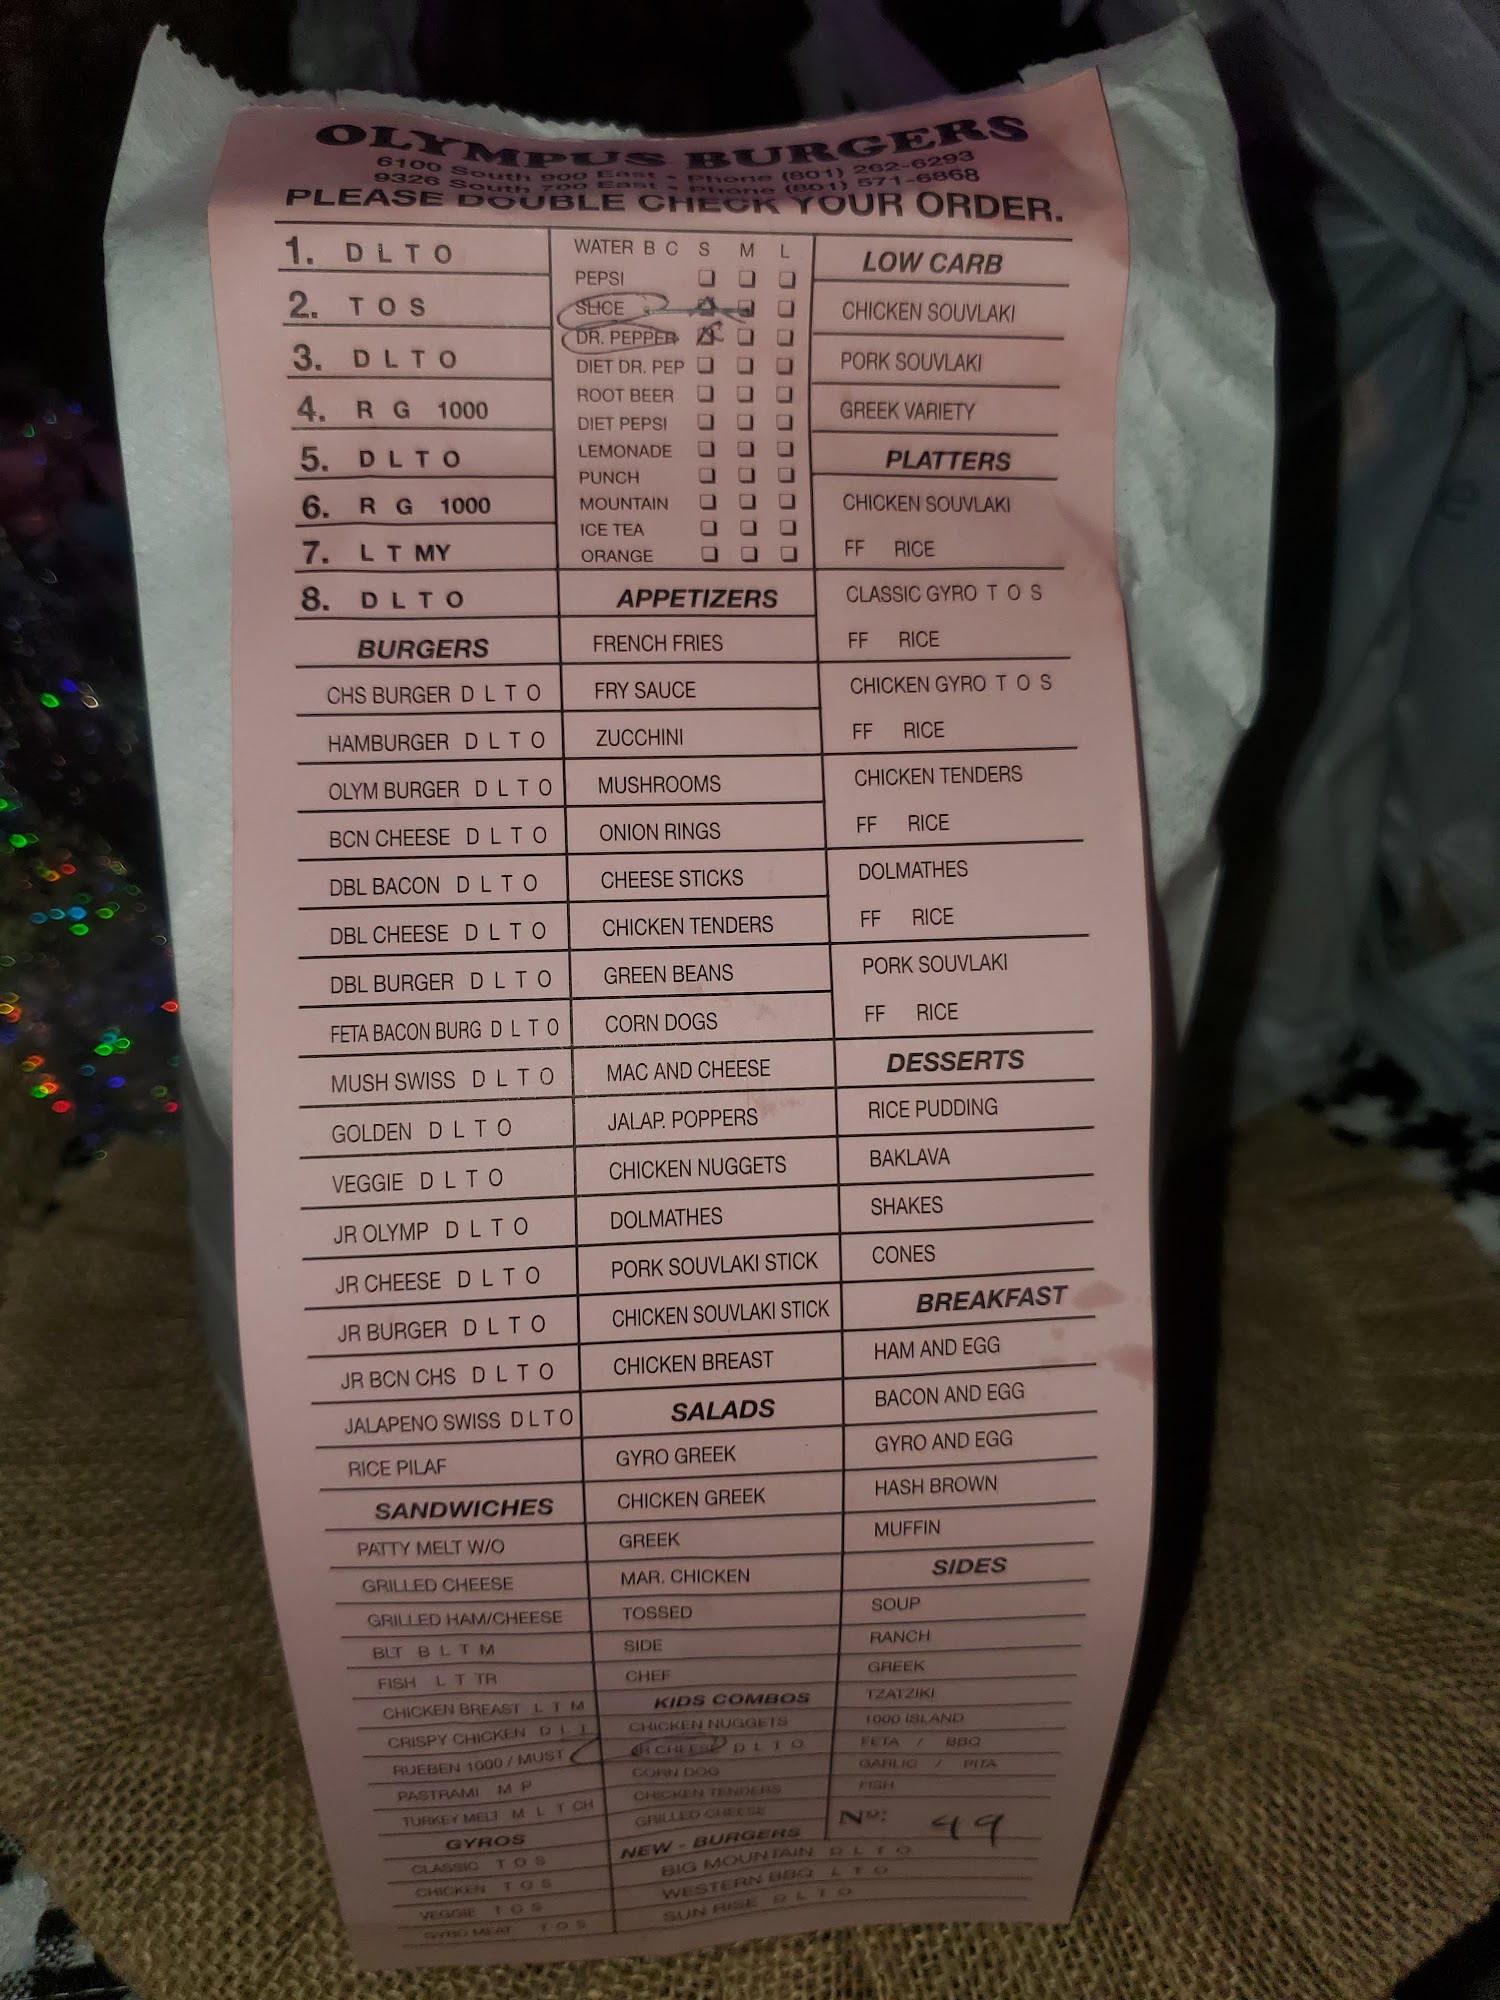 OLYMPUS BURGERS
6100 South 900 East • Phone (801) 262-6293
9326 South 700 East • Phone (801) 571-6868
PLEASE DOUBLE CHECK YOUR ORDER.
1. D L T O
2. T O S
3. D L T O
4. R G 1000
5. D L T O
6. R G 1000
7. L T MY
8. D L T O
BURGERS
CHS BURGER D L T O
HAMBURGER D L T O
OLYM BURGER D L T O
BCN CHEESE D L T O
DBL BACON D L T O
DBL CHEESE D L T O
DBL BURGER D L T O
FETA BACON BURG D L T O
MUSH SWISS D L T O
GOLDEN D L T O
VEGGIE D L T O
JR OLYMP D L T O
JR CHEESE D L T O
JR BURGER D L T O
JR BCN CHS D L T O
JALAPENO SWISS D L T O
RICE PILAF
SANDWICHES
PATTY MELT W/O
GRILLED CHEESE
GRILLED HAM/CHEESE
BLT B L T M
FISH L T TR
CHICKEN BREAST L T M
CRISPY CHICKEN D L T
RUEBEN 1000 / MUST
PASTRAMI M P
TURKEY MELT M L T CH
GYROS
CLASSIC T O S
CHICKEN T O S
VEGGIE T O S
GYRO MEAT T O S
WATER B C S M L
PEPSI
SLICE
DR. PEPPER
DIET DR. PEP
ROOT BEER
DIET PEPSI
LEMONADE
PUNCH
MOUNTAIN
ICE TEA
ORANGE
APPETIZERS
FRENCH FRIES
FRY SAUCE
ZUCCHINI
MUSHROOMS
ONION RINGS
CHEESE STICKS
CHICKEN TENDERS
GREEN BEANS
CORN DOGS
MAC AND CHEESE
JALAP. POPPERS
CHICKEN NUGGETS
DOLMATHES
PORK SOUVLAKI STICK
CHICKEN SOUVLAKI STICK
CHICKEN BREAST
SALADS
GYRO GREEK
CHICKEN GREEK
GREEK
MAR. CHICKEN
TOSSED
SIDE
CHEF
KIDS COMBOS
CHICKEN NUGGETS
JR CHEESE D L T O
CORN DOG
CHICKEN TENDERS
GRILLED CHEESE
NEW - BURGERS
BIG MOUNTAIN D L T O
WESTERN BBQ L T O
SUN RISE D L T O
LOW CARB
CHICKEN SOUVLAKI
PORK SOUVLAKI
GREEK VARIETY
PLATTERS
CHICKEN SOUVLAKI
FF RICE
CLASSIC GYRO T O S
FF RICE
CHICKEN GYRO T O S
FF RICE
CHICKEN TENDERS
FF RICE
DOLMATHES
FF RICE
PORK SOUVLAKI
FF RICE
DESSERTS
RICE PUDDING
BAKLAVA
SHAKES
CONES
BREAKFAST
HAM AND EGG
BACON AND EGG
GYRO AND EGG
HASH BROWN
MUFFIN
SIDES
SOUP
RANCH
GREEK
TZATZIKI
1000 ISLAND
FETA / BBQ
GARLIC / PITA
FISH
No: 49